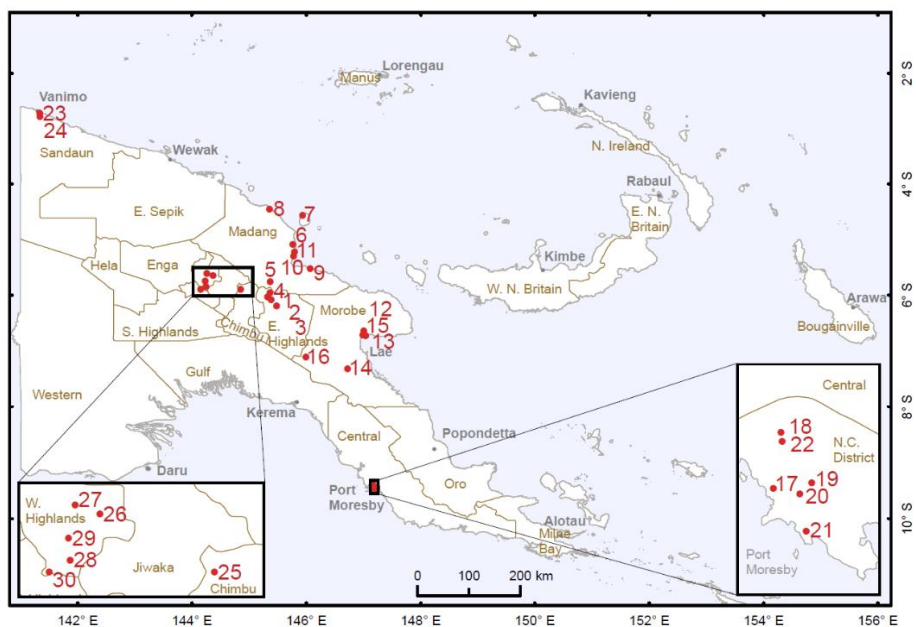 Lorengau
Manus
2° S
Vanimo
23
24
Sandaun
Kavieng
N. Ireland
Wewak
Rabaul
4° S
E. Sepik
8
7
Madang
6
11
10
9
E. N.
Britain
Hela
Enga
5
Kimbe
W. N. Britain
6° S
4
1
2
3
Morobe
12
15
13
Arawa
Bougainville
S. Highlands
Chimbu
E.
Highlands
Lae
16
14
Western
Gulf
Kerema
8° S
Central
Popondetta
Daru
Oro
Port
Moresby
Alotau
Milne
Bay
10° S
W.
Highlands
27
26
29
28
30
Jiwaka
25
Chimbu
Central
18
22
N.C.
District
17
19
20
21
Port
Moresby
0 100 200 km
142° E 144° E 146° E 148° E 150° E 152° E 154° E 156° E